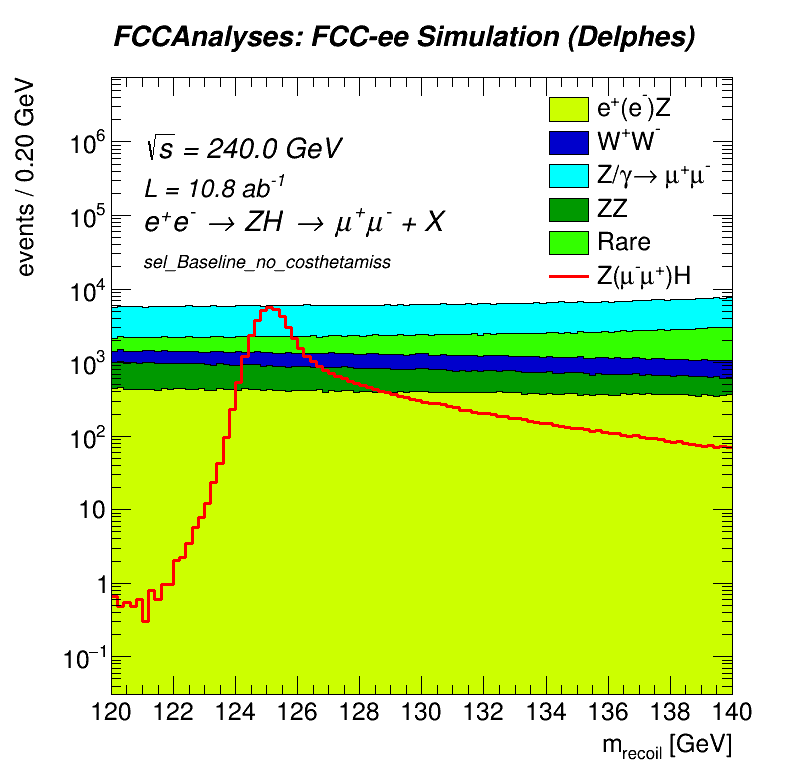 FCCAnalyses: FCC-ee Simulation (Delphes)
events / 0.20 GeV
√s = 240.0 GeV
L = 10.8 ab⁻¹
e⁺e⁻ → ZH → μ⁺μ⁻ + X
sel_Baseline_no_costhetamiss
e⁺(e⁻)Z
W⁺W⁻
Z/γ→ μ⁺μ⁻
ZZ
Rare
Z(μ⁻μ⁺)H
10⁶
10⁵
10⁴
10³
10²
10
1
10⁻¹
120 122 124 126 128 130 132 134 136 138 140
m_recoil [GeV]